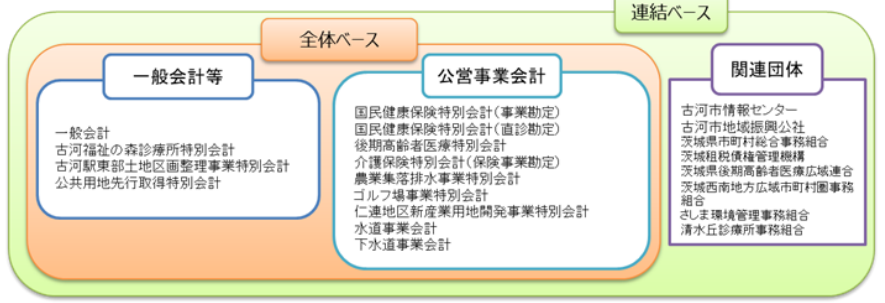 連結ベース
全体ベース
一般会計等
一般会計
古河福祉の森診療所特別会計
古河駅東部土地区画整理事業特別会計
公共用地先行取得特別会計
公営事業会計
国民健康保険特別会計(事業勘定)
国民健康保険特別会計(直診勘定)
後期高齢者医療特別会計
介護保険特別会計(保険事業勘定)
農業集落排水事業特別会計
ゴルフ場事業特別会計
仁連地区新産業用地開発事業特別会計
水道事業会計
下水道事業会計
関連団体
古河市情報センター
古河市地域振興公社
茨城県市町村総合事務組合
茨城租税債権管理機構
茨城県後期高齢者医療広域連合
茨城西南地方広域市町村圏事務
組合
さしま環境管理事務組合
清水丘診療所事務組合